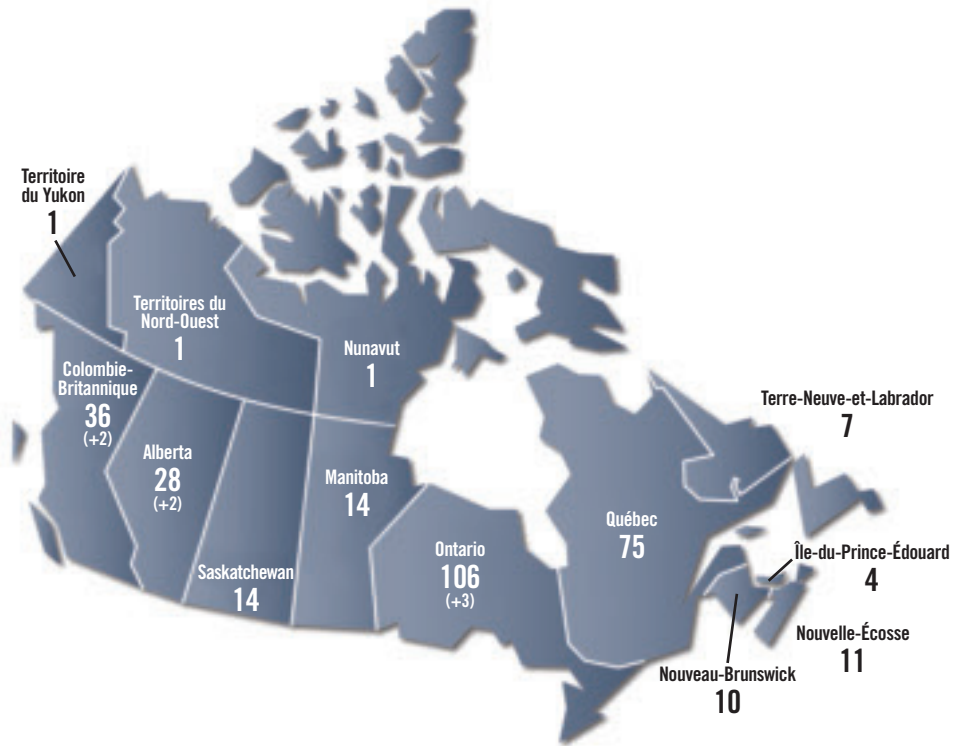 Territoire
du Yukon
1
Territoires du
Nord-Ouest
1
Nunavut
1
Colombie-
Britannique
36
(+2)
Alberta
28
(+2)
Saskatchewan
14
Manitoba
14
Ontario
106
(+3)
Québec
75
Terre-Neuve-et-Labrador
7
Île-du-Prince-Édouard
4
Nouvelle-Écosse
11
Nouveau-Brunswick
10